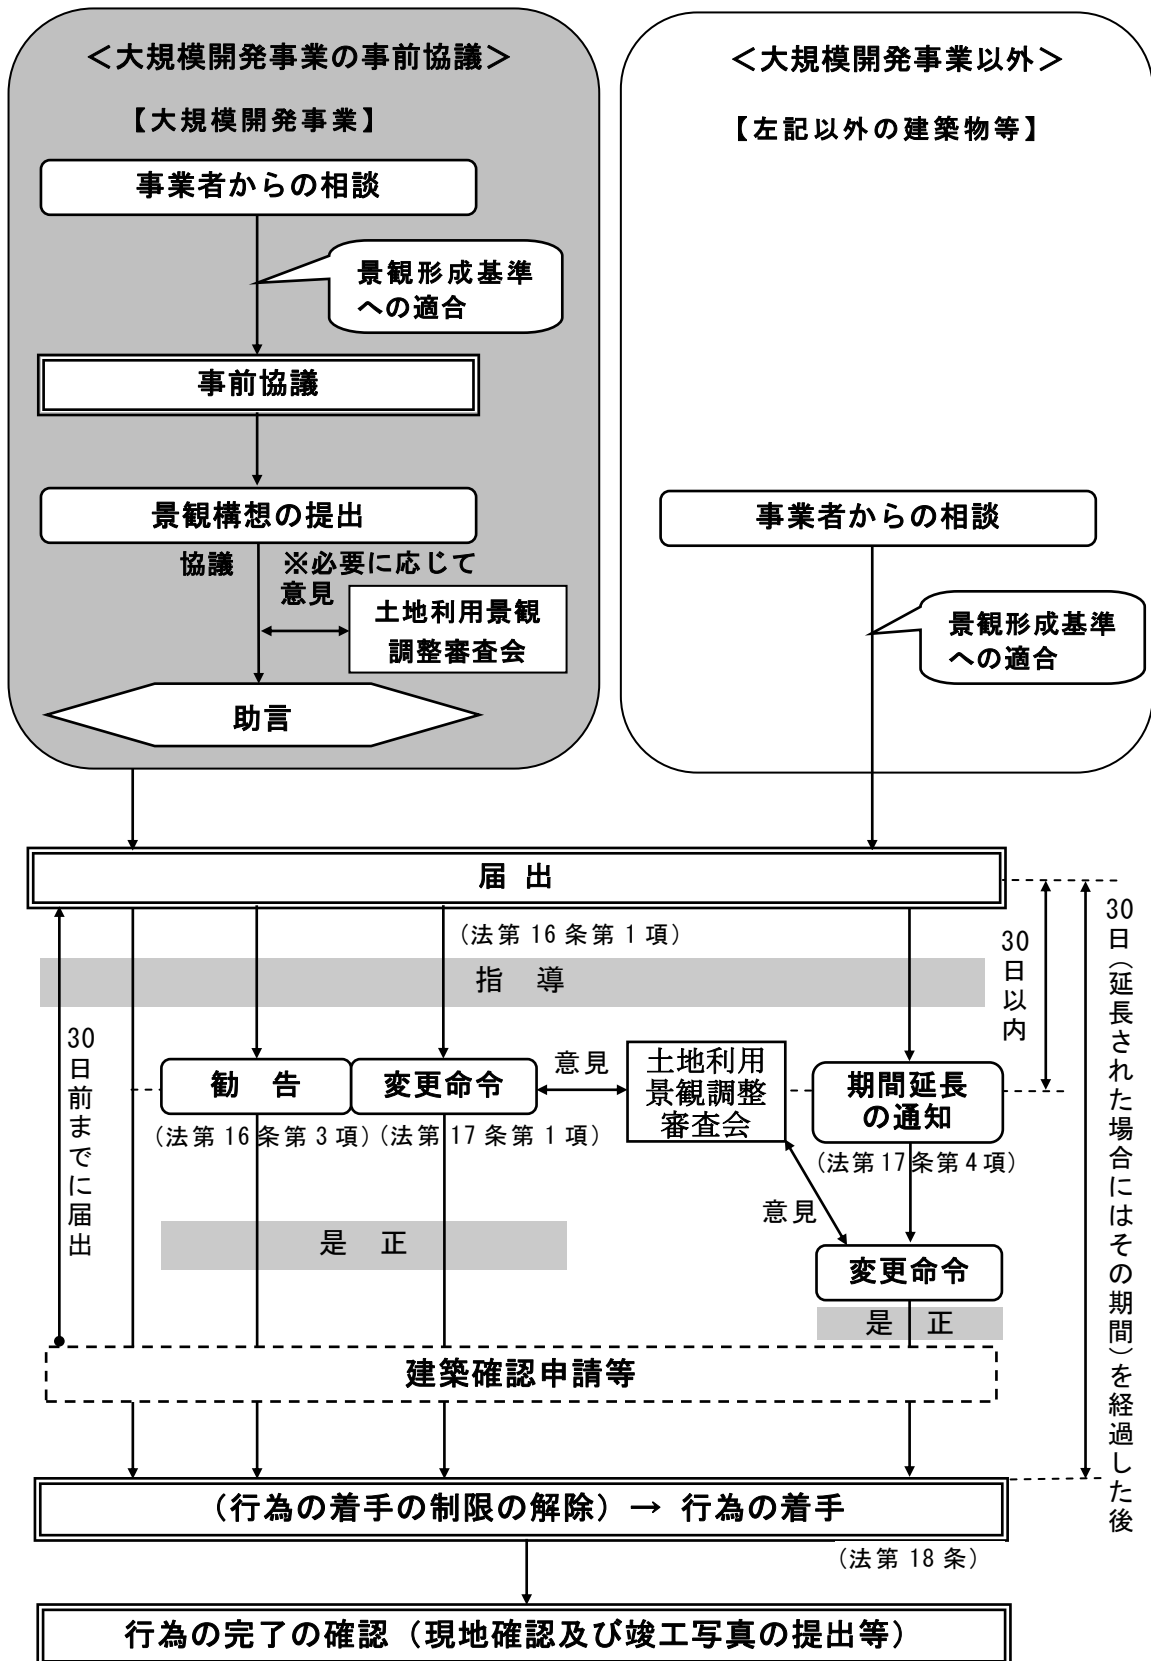 ＜大規模開発事業の事前協議＞
【大規模開発事業】
事業者からの相談
景観形成基準
への適合
事前協議
景観構想の提出
協議　※必要に応じて
意見
土地利用景観
調整審査会
助言
＜大規模開発事業以外＞
【左記以外の建築物等】
事業者からの相談
景観形成基準
への適合
届 出
（法第 16 条第 1 項）
指　導
30日以内
30日（延長された場合にはその期間）を経過した後
30日前までに届出
勧　告
（法第 16 条第 3 項）
変更命令
（法第 17 条第 1 項）
意見
土地利用
景観調整
審査会
期間延長
の通知
（法第 17 条第 4 項）
意見
変更命令
是　正
是　正
建築確認申請等
（行為の着手の制限の解除）→ 行為の着手
（法第 18 条）
行為の完了の確認（現地確認及び竣工写真の提出等）